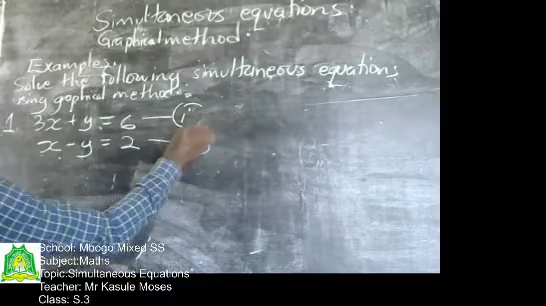 Simultaneous equations.
Graphical method.
Examples.
Solve the following simultaneous equations
using graphical method:
1 3x + y = 6 — (i
x - y = 2 —
School: Mbogo Mixed SS
Subject:Maths
Topic:Simultaneous Equations
Teacher: Mr Kasule Moses
Class: S.3